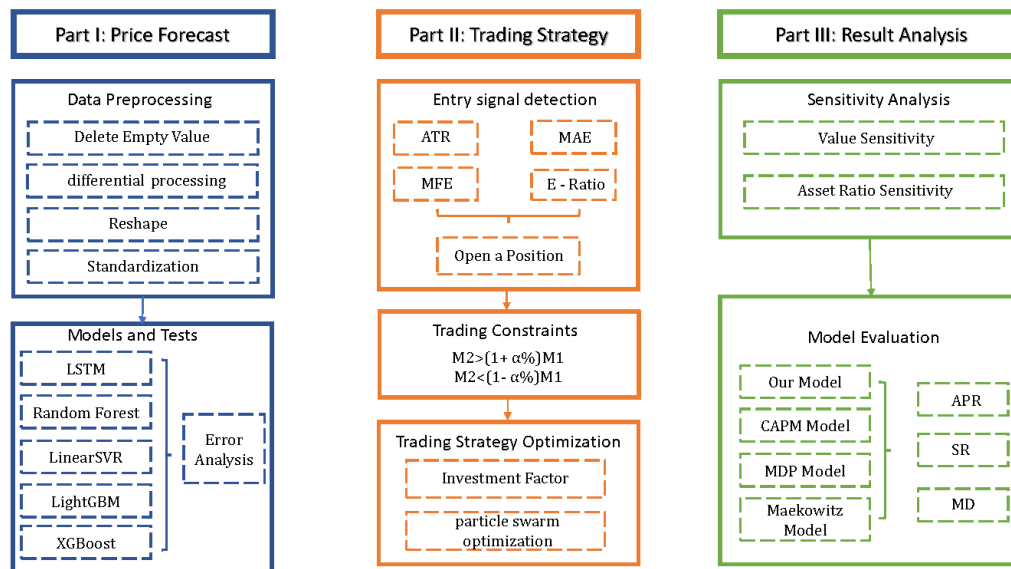 Part I: Price Forecast
Data Preprocessing
Delete Empty Value
differential processing
Reshape
Standardization
Models and Tests
LSTM
Random Forest
LinearSVR
LightGBM
XGBoost
Error
Analysis
Part II: Trading Strategy
Entry signal detection
ATR
MAE
MFE
E - Ratio
Open a Position
Trading Constraints
M2>(1+ α%)M1
M2<(1- α%)M1
Trading Strategy Optimization
Investment Factor
particle swarm
optimization
Part III: Result Analysis
Sensitivity Analysis
Value Sensitivity
Asset Ratio Sensitivity
Model Evaluation
Our Model
CAPM Model
MDP Model
Maekowitz
Model
APR
SR
MD